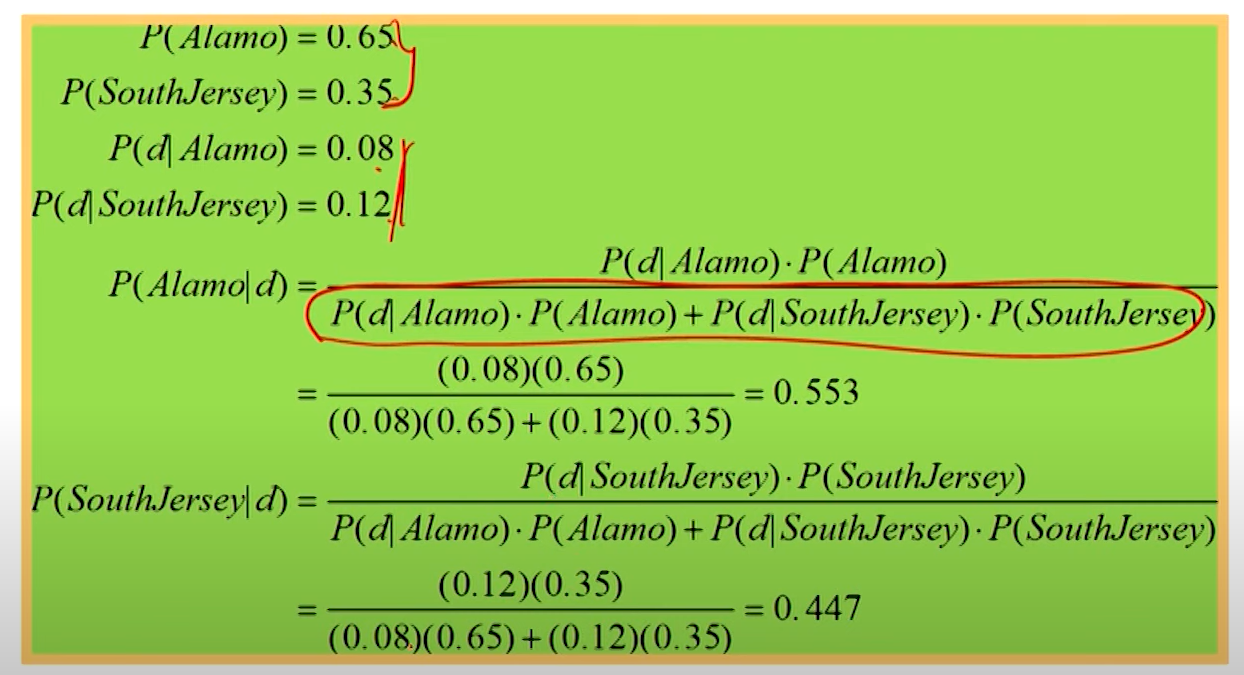 P(Alamo) = 0.65
P(SouthJersey) = 0.35
P(d|Alamo) = 0.08
P(d|SouthJersey) = 0.12
P(d|Alamo)·P(Alamo)
P(Alamo|d) =
P(d|Alamo)·P(Alamo)+P(d|SouthJersey)·P(SouthJersey)
(0.08)(0.65)
= = 0.553
(0.08)(0.65)+(0.12)(0.35)
P(d|SouthJersey)·P(SouthJersey)
P(SouthJersey|d) =
P(d|Alamo)·P(Alamo)+P(d|SouthJersey)·P(SouthJersey)
(0.12)(0.35)
= = 0.447
(0.08)(0.65)+(0.12)(0.35)